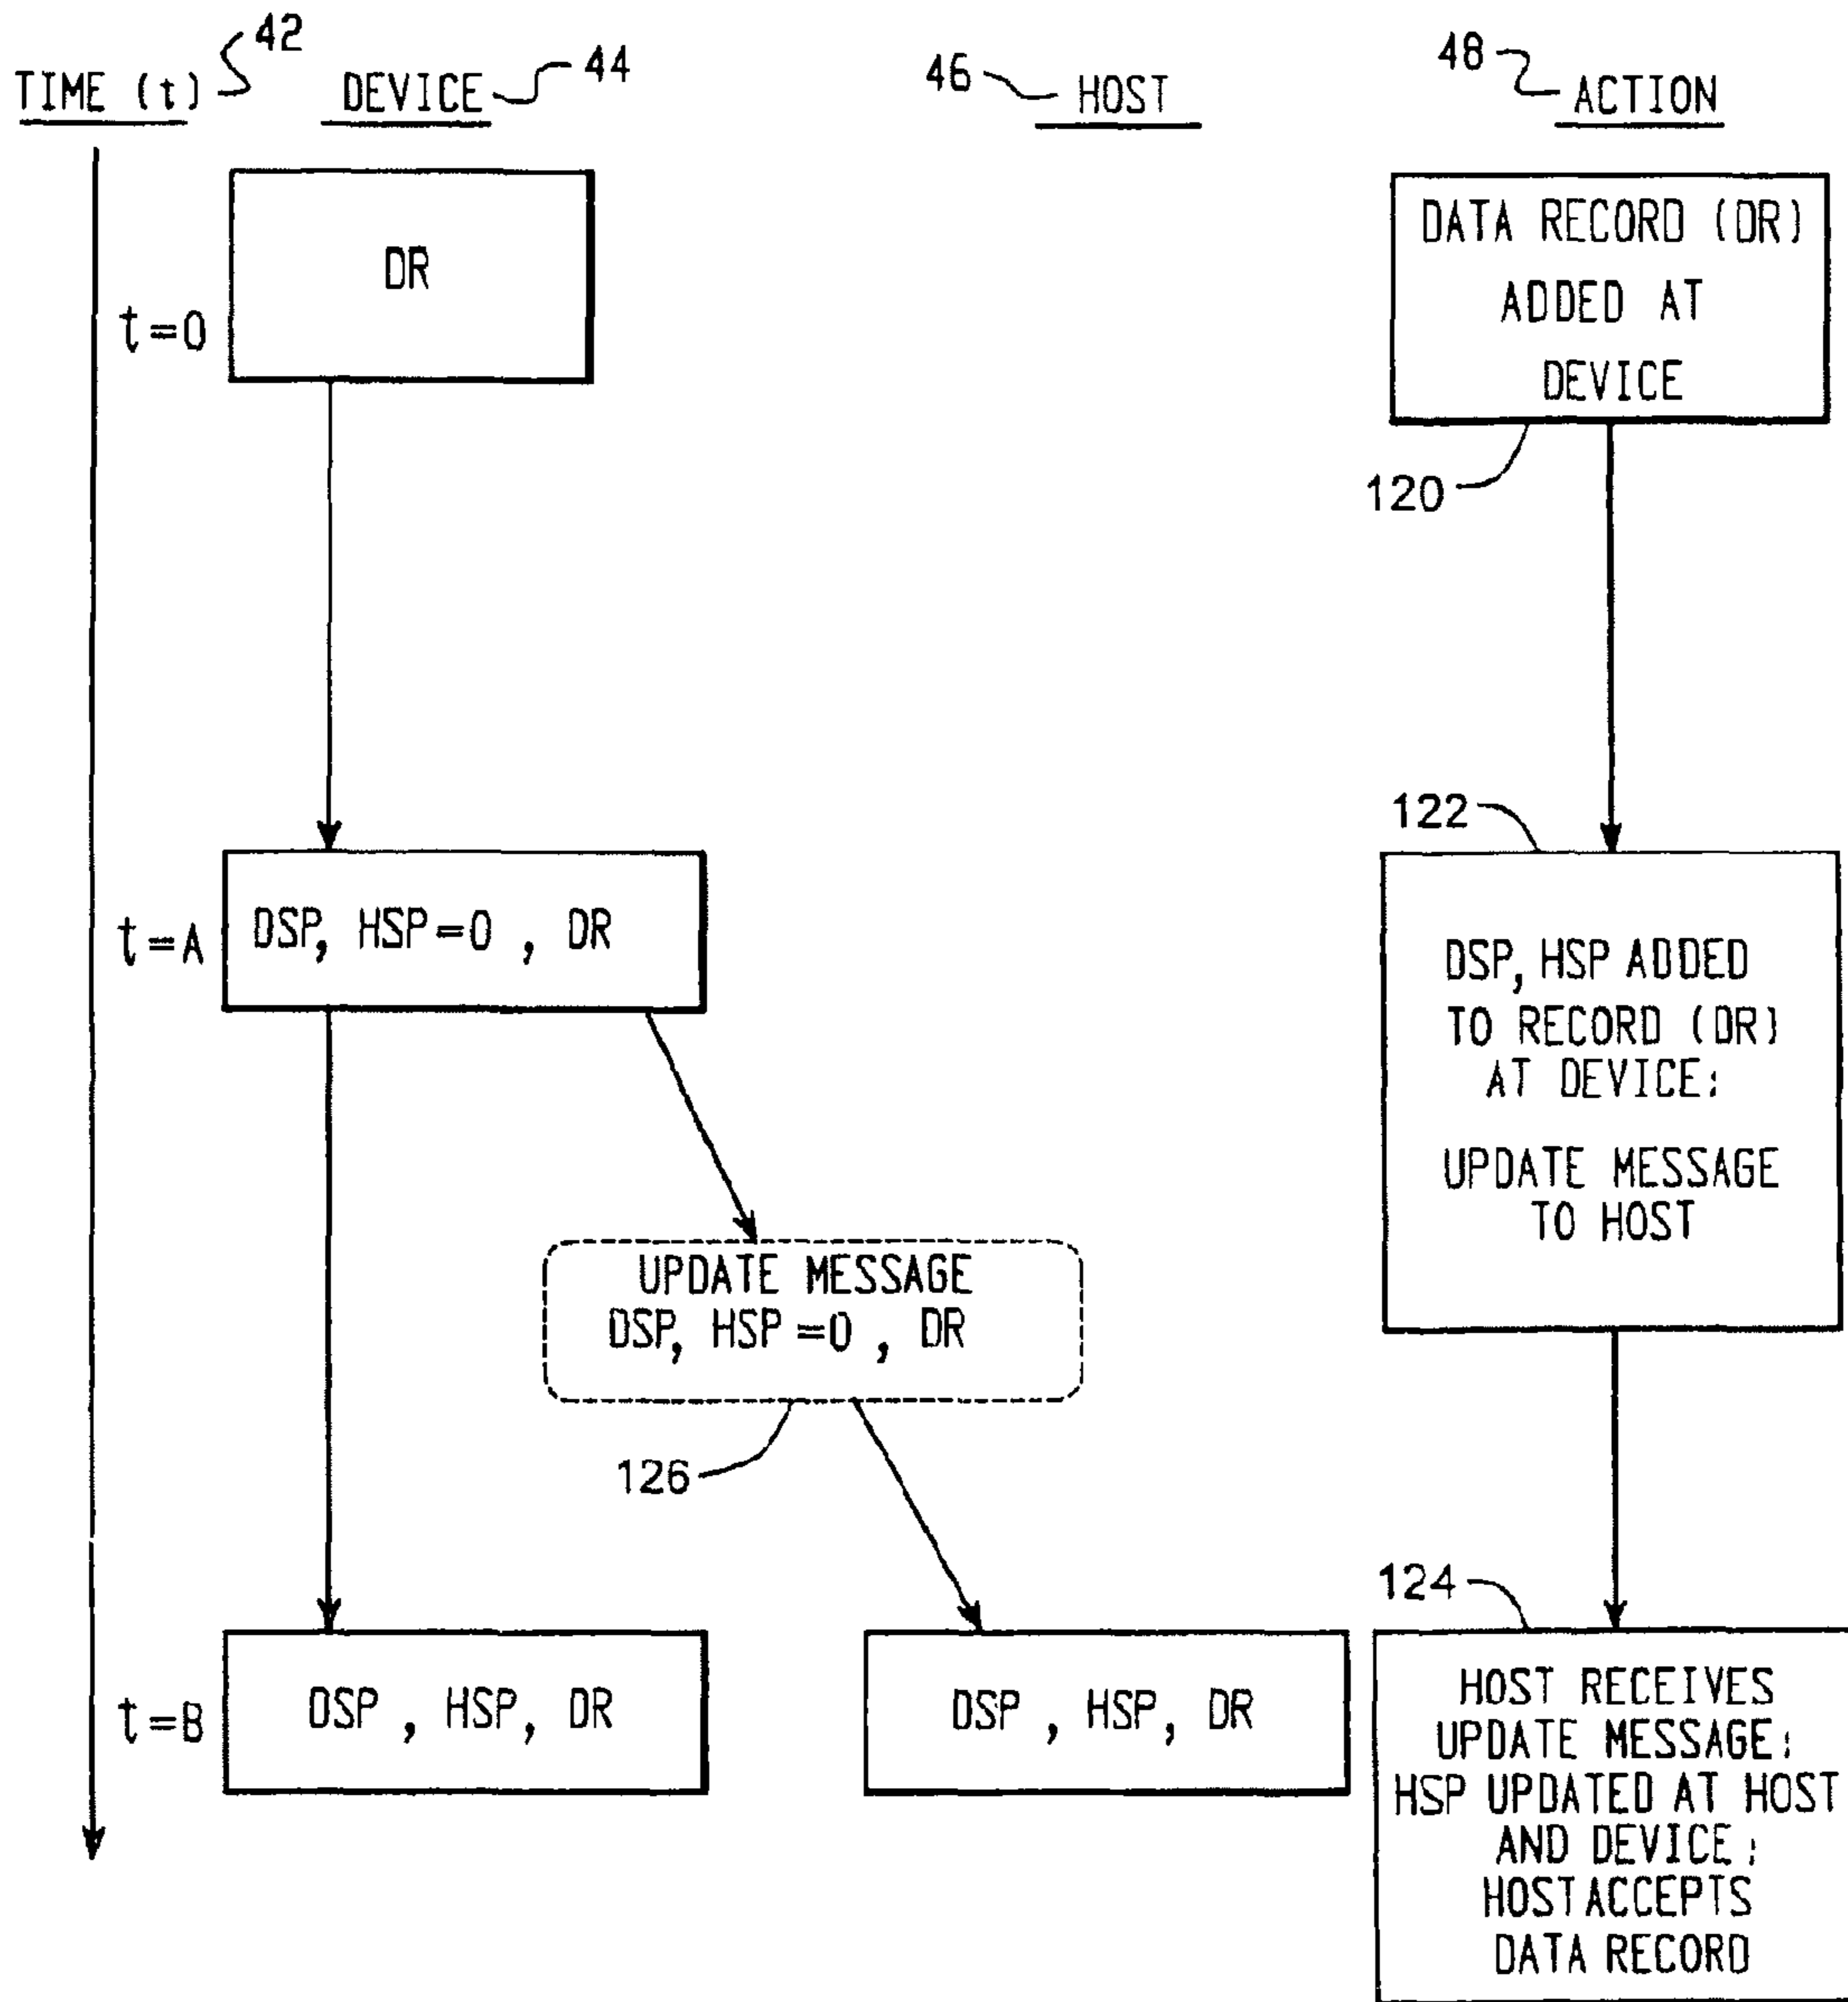 42
TIME (t)
DEVICE
44
46
HOST
48
ACTION
t=0
DR
DATA RECORD (DR)
ADDED AT
DEVICE
120
t=A
DSP, HSP=0 , DR
122
DSP, HSP ADDED
TO RECORD (DR)
AT DEVICE;
UPDATE MESSAGE
TO HOST
UPDATE MESSAGE
DSP, HSP=0 , DR
126
t=B
DSP , HSP, DR
DSP , HSP, DR
124
HOST RECEIVES
UPDATE MESSAGE;
HSP UPDATED AT HOST
AND DEVICE;
HOST ACCEPTS
DATA RECORD